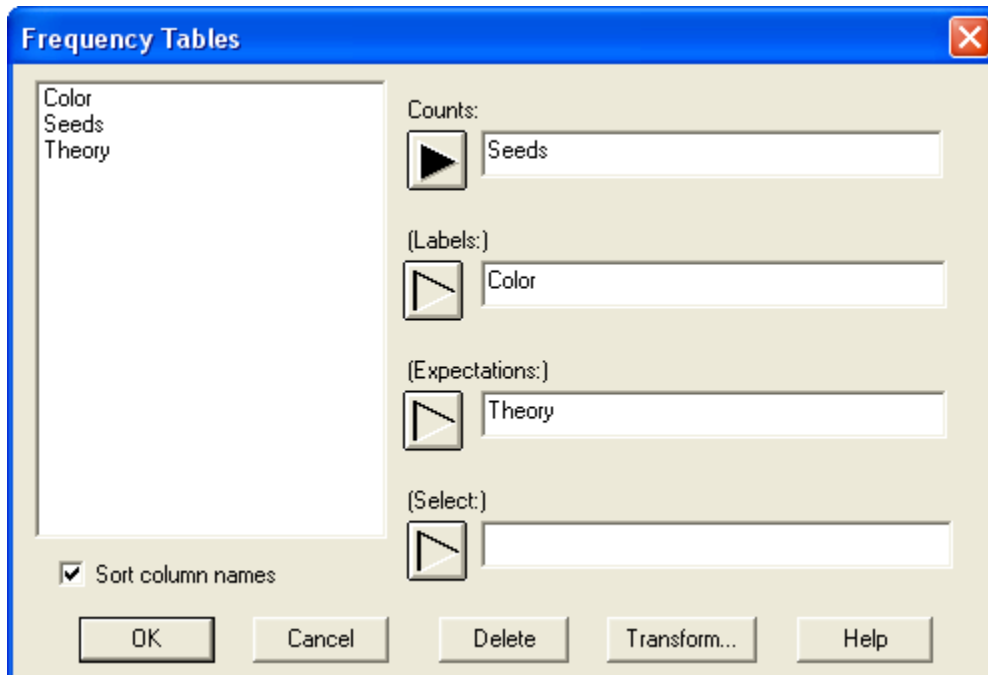 Frequency Tables
Color
Seeds
Theory
Counts:
Seeds
(Labels:)
Color
(Expectations:)
Theory
(Select:)
Sort column names
OK
Cancel
Delete
Transform...
Help